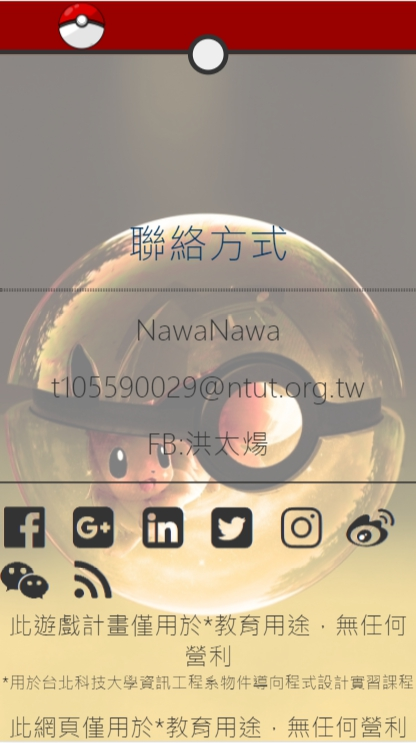 聯絡方式
NawaNawa
t105590029@ntut.org.tw
FB:洪太煬
此遊戲計畫僅用於*教育用途，無任何
營利
*用於台北科技大學資訊工程系物件導向程式設計實習課程
此網頁僅用於*教育用途，無任何營利